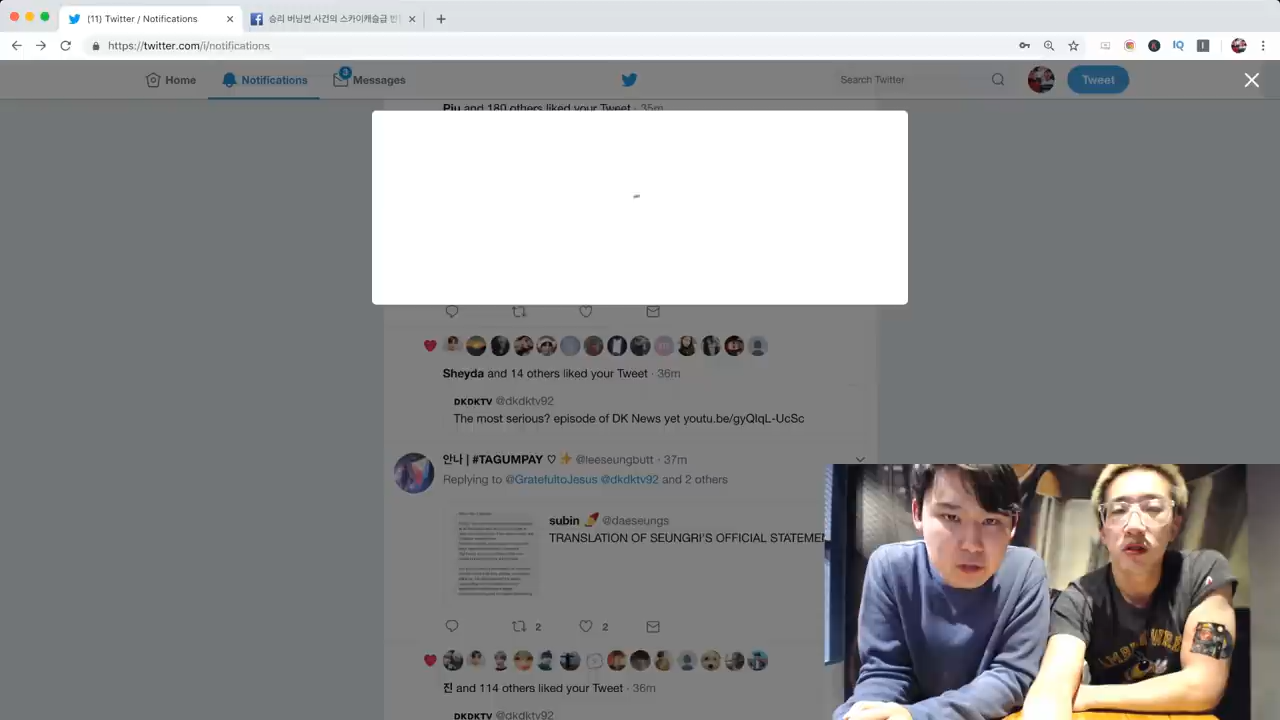 (11) Twitter / Notifications
승리 버닝썬 사건의 스카이캐슬급 반
https://twitter.com/i/notifications
IQ
Home
Notifications
3
Messages
Search Twitter
Tweet
Piu and 180 others liked your Tweet · 35m
Sheyda and 14 others liked your Tweet · 36m
DKDKTV @dkdktv92
The most serious? episode of DK News yet youtu.be/gyQIqL-UcSc
안나 | #TAGUMPAY ♡ ✨ @leeseungbutt · 37m
Replying to @GratefultoJesus @dkdktv92 and 2 others
subin 🚀 @daeseungs
TRANSLATION OF SEUNGRI'S OFFICIAL STATEMEN
2
2
진 and 114 others liked your Tweet · 36m
DKDKTV @dkdktv92